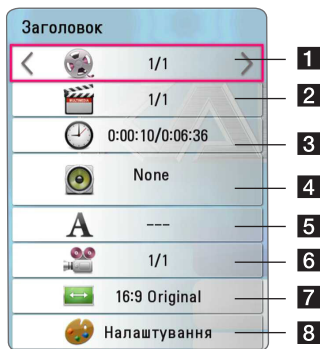 Заголовок
1/1 1
1/1 2
0:00:10/0:06:36 3
None 4
A --- 5
1/1 6
16:9 Original 7
Налаштування 8